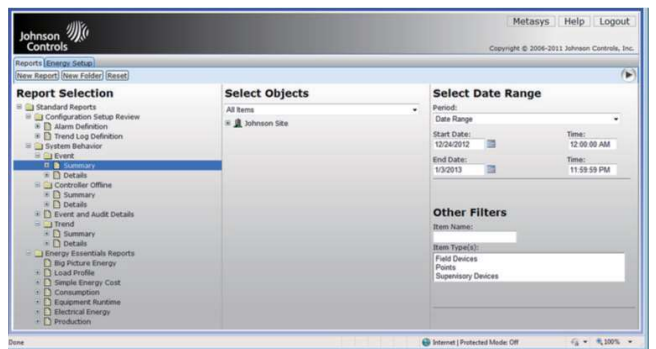 Johnson
Controls
Metasys Help Logout
Copyright © 2006-2011 Johnson Controls, Inc.
Reports Energy Setup
New Report New Folder Reset
Report Selection
Standard Reports
Configuration Setup Review
Alarm Definition
Trend Log Definition
System Behavior
Event
Summary
Details
Controller Offline
Summary
Details
Event and Audit Details
Trend
Summary
Details
Energy Essentials Reports
Big Picture Energy
Load Profile
Simple Energy Cost
Consumption
Equipment Runtime
Electrical Energy
Production
Select Objects
All Items
Johnson Site
Select Date Range
Period:
Date Range
Start Date: Time:
12/24/2012 12:00:00 AM
End Date: Time:
1/3/2013 11:59:59 PM
Other Filters
Item Name:
Item Type(s):
Field Devices
Points
Supervisory Devices
Done
Internet | Protected Mode: Off
100%